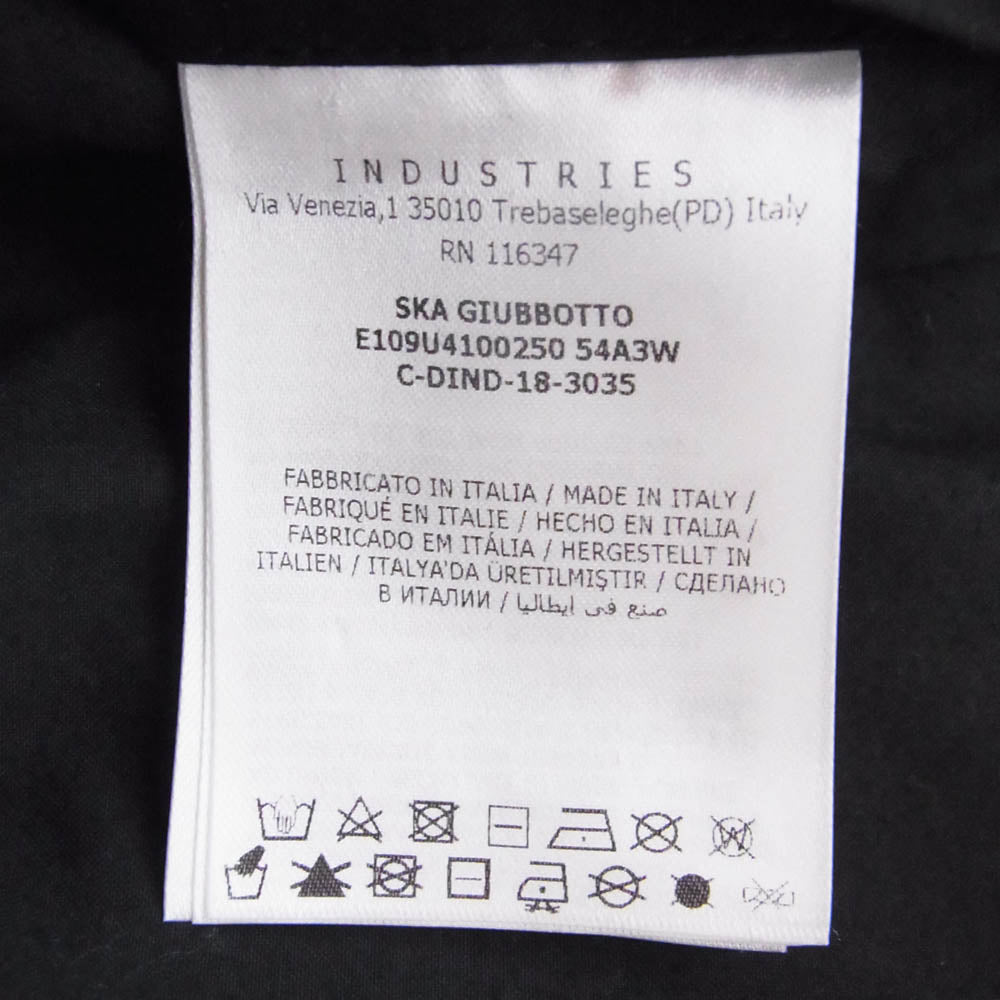 INDUSTRIES
Via Venezia,1 35010 Trebaseleghe(PD) Italy
RN 116347
SKA GIUBBOTTO
E109U4100250 54A3W
C-DIND-18-3035
FABBRICATO IN ITALIA / MADE IN ITALY /
FABRIQUÉ EN ITALIE / HECHO EN ITALIA /
FABRICADO EM ITÁLIA / HERGESTELLT IN
ITALIEN / ITALYA'DA ÜRETILMIŞTIR / СДЕЛАНО
В ИТАЛИИ / صنع في ايطاليا
W